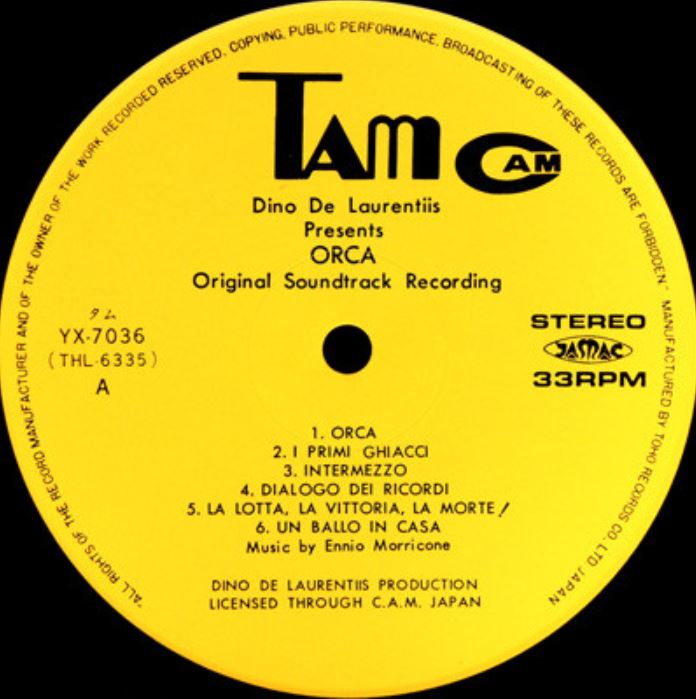 "ALL RIGHTS OF THE RECORD MANUFACTURER AND OF THE OWNER OF THE WORK RECORDED RESERVED, COPYING, PUBLIC PERFORMANCE, BROADCASTING OF THESE RECORDS ARE FORBIDDEN" MANUFACTURED BY TOHO RECORDS CO., LTD JAPAN
TAM CAM
Dino De Laurentiis
Presents
ORCA
Original Soundtrack Recording
YX-7036
(THL-6335)
A
STEREO
JASRAC
33RPM
1. ORCA
2. I PRIMI GHIACCI
3. INTERMEZZO
4. DIALOGO DEI RICORDI
5. LA LOTTA, LA VITTORIA, LA MORTE!
6. UN BALLO IN CASA
Music by Ennio Morricone
DINO DE LAURENTIIS PRODUCTION
LICENSED THROUGH C.A.M. JAPAN